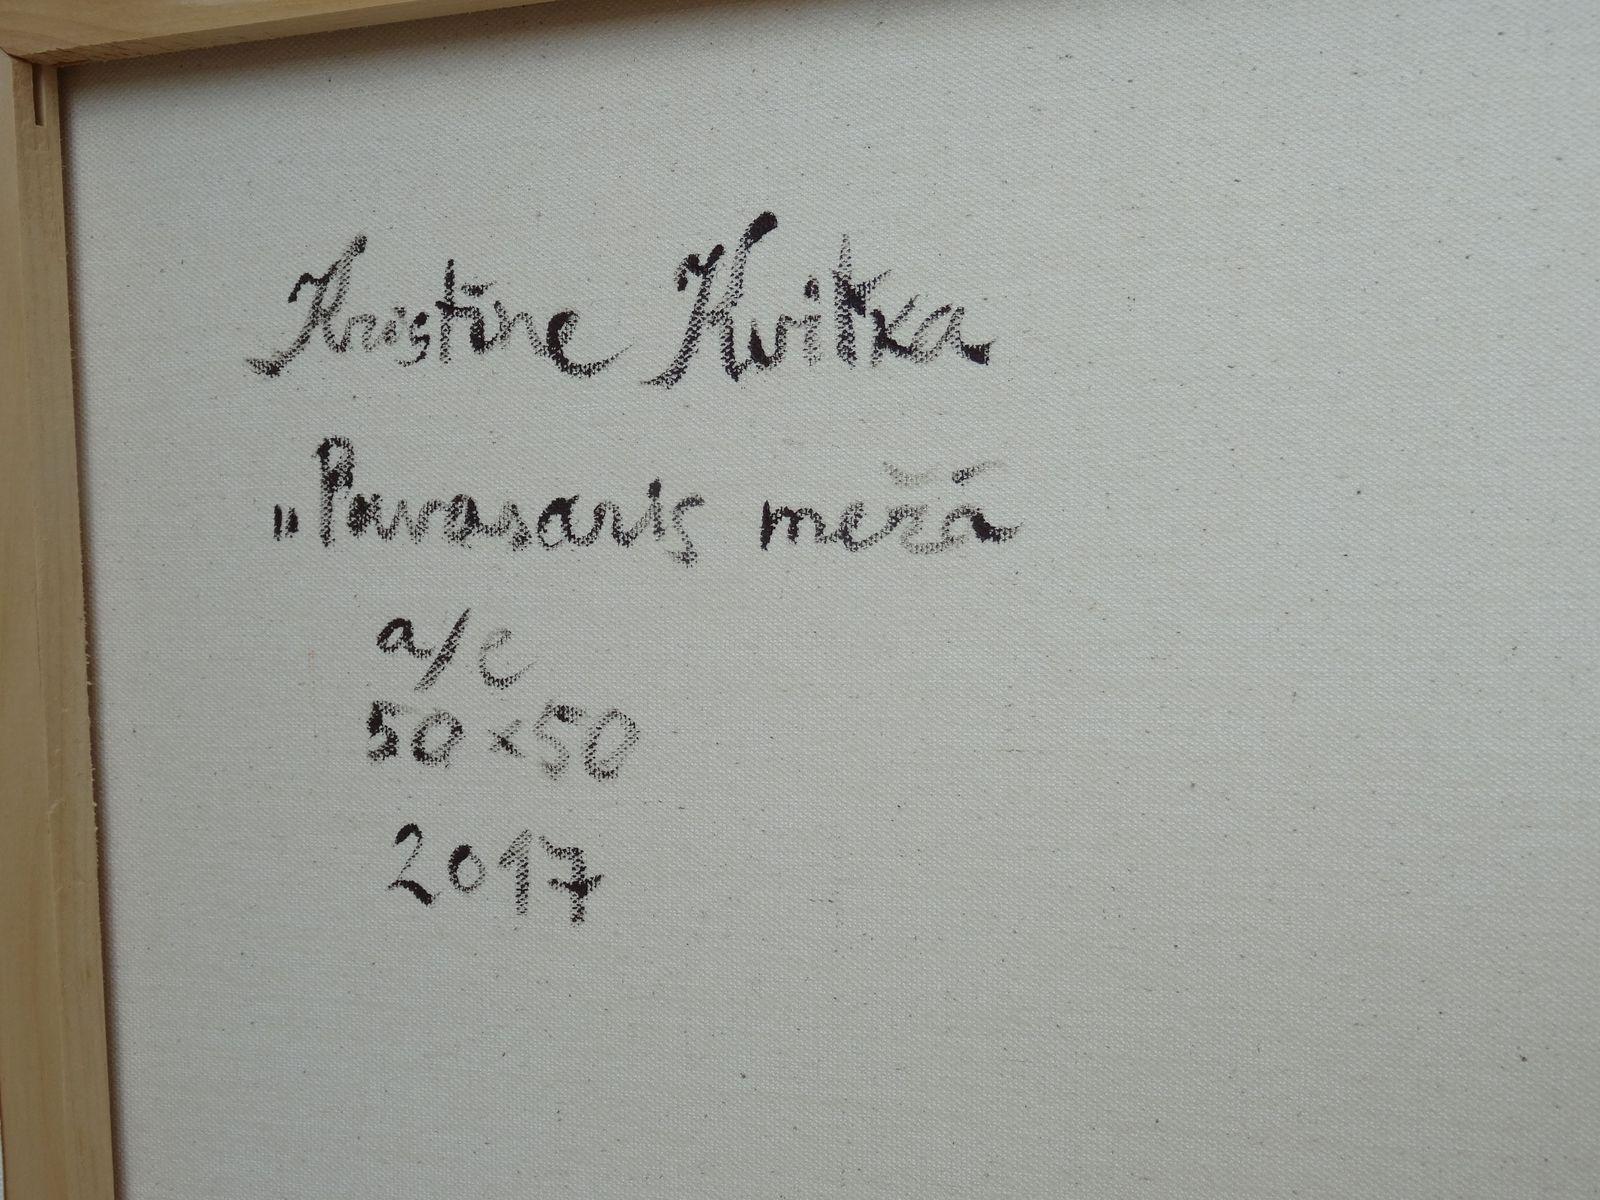 Kristīne Kvitka
„Pavasaris mežā
a/e
50×50
2017